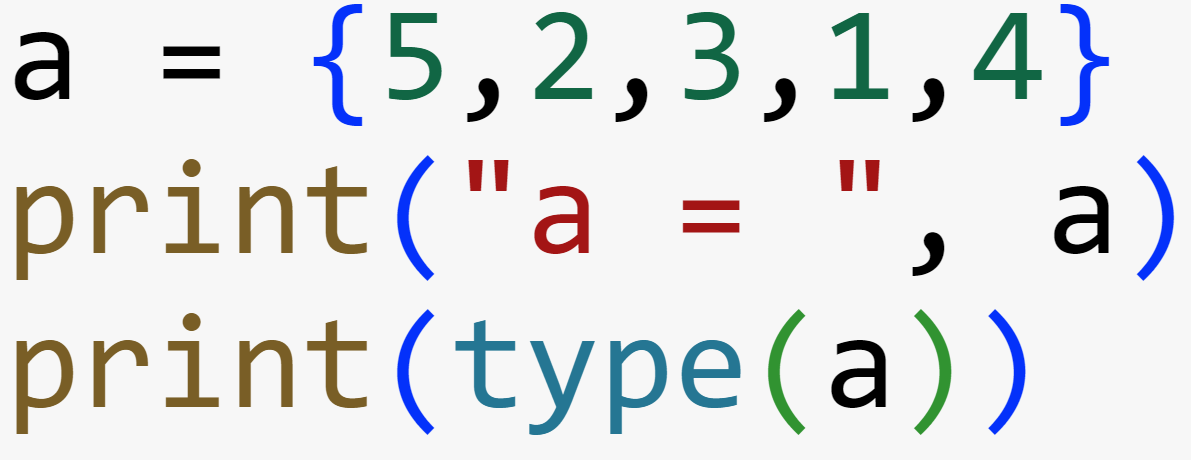 a = {5,2,3,1,4}
print("a = ", a)
print(type(a))